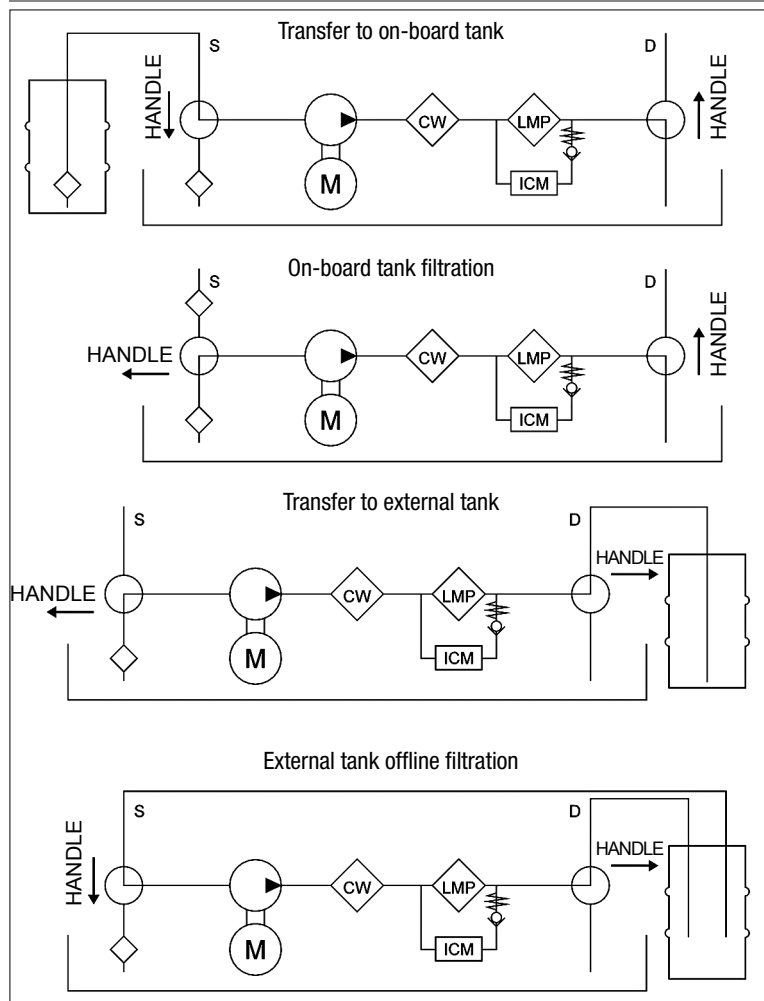 Transfer to on-board tank
S
D
HANDLE
HANDLE
CW
LMP
M
ICM
On-board tank filtration
S
D
HANDLE
HANDLE
CW
LMP
M
ICM
Transfer to external tank
S
D
HANDLE
HANDLE
CW
LMP
M
ICM
External tank offline filtration
S
D
HANDLE
HANDLE
CW
LMP
M
ICM